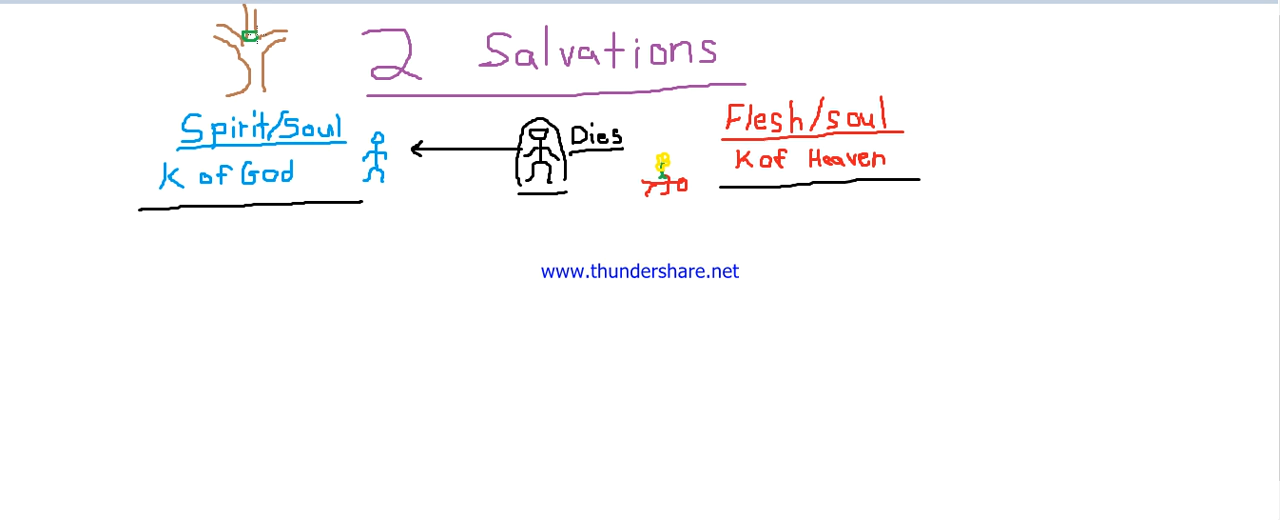 2 Salvations
Spirit/Soul
K of God
Dies
Flesh/soul
K of Heaven
www.thundershare.net